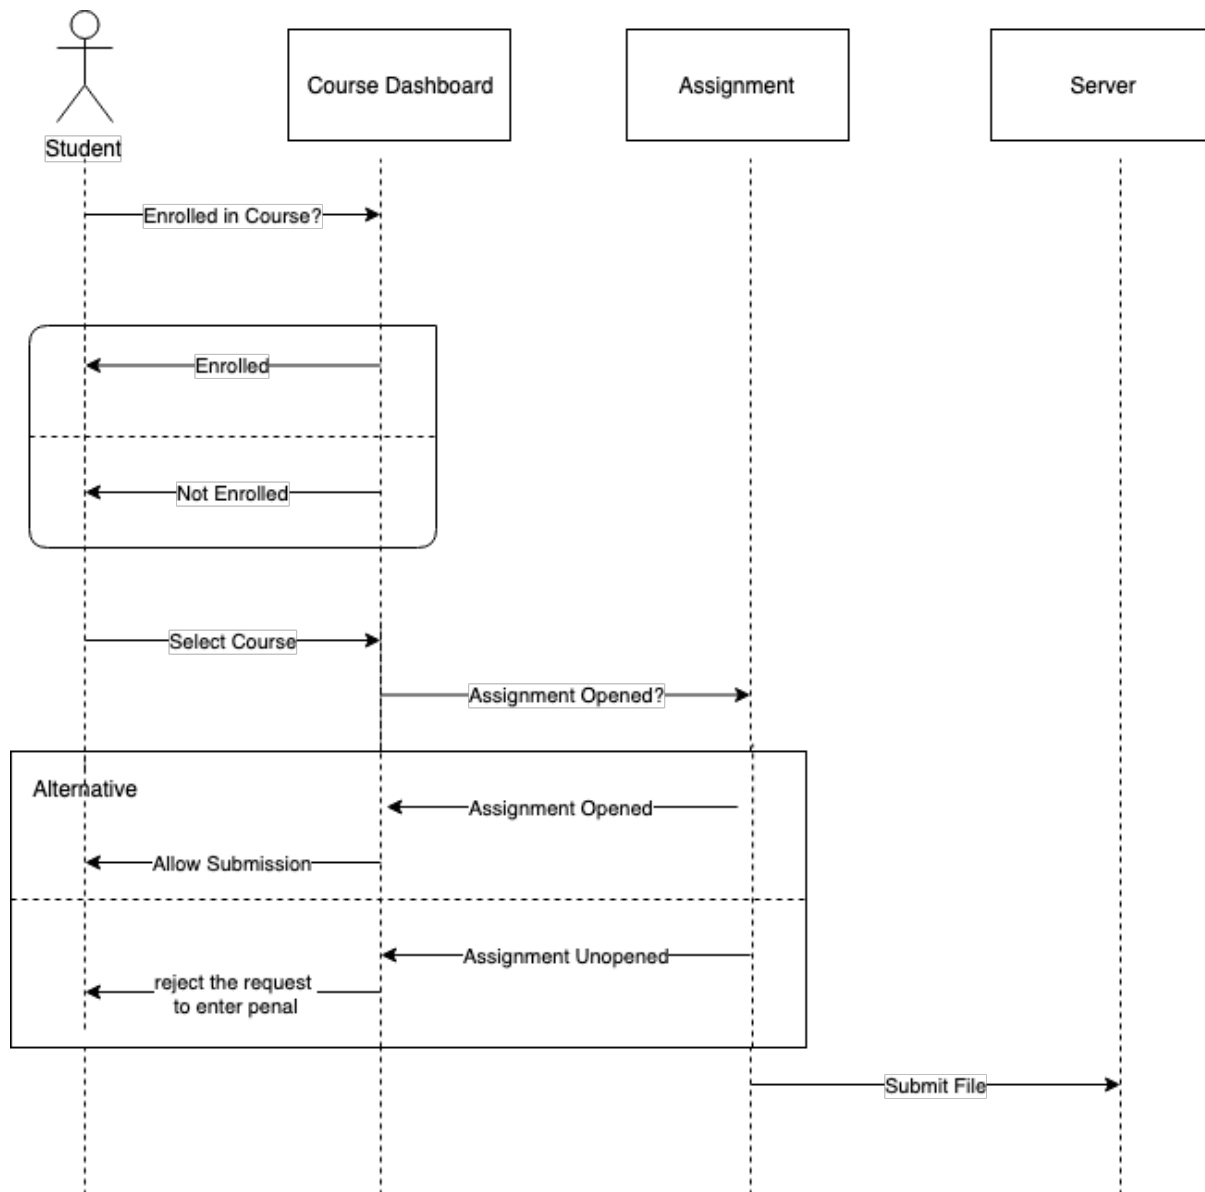 Student
Course Dashboard
Assignment
Server
Enrolled in Course?
Enrolled
Not Enrolled
Select Course
Assignment Opened?
Alternative
Assignment Opened
Allow Submission
Assignment Unopened
reject the request
to enter penal
Submit File